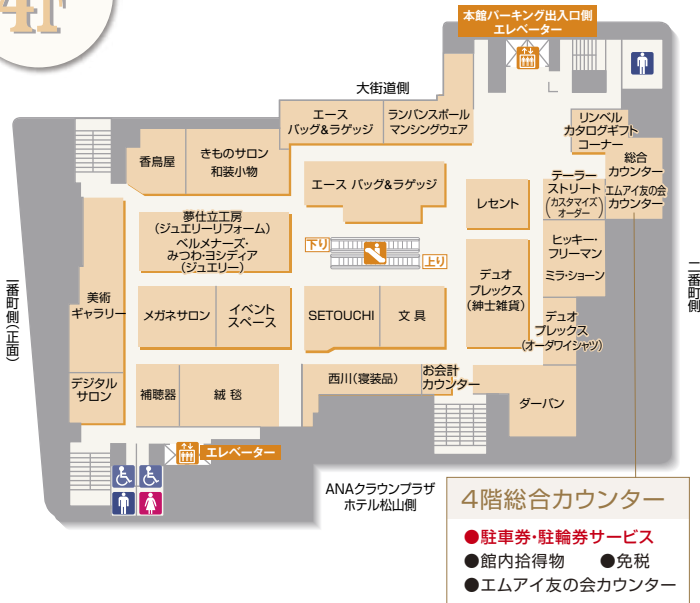 4F
本館パーキング出入口側
エレベーター
大街道側
エース
バッグ&ラゲッジ
ランバンスポール
マンシングウェア
リンベル
カタログギフト
コーナー
香鳥屋
きものサロン
和装小物
総合
カウンター
エース バッグ&ラゲッジ
レセント
テーラー
ストリート
(カスタマイズ
オーダー)
エムアイ友の会
カウンター
夢仕立工房
(ジュエリーリフォーム)
ベルメナーズ・
みつわ・ヨシディア
(ジュエリー)
下り
上り
ヒッキー・
フリーマン
ミラ・ショーン
デュオ
プレックス
(紳士雑貨)
一番町側(正面)
二番町側
美術
ギャラリー
メガネサロン
イベント
スペース
SETOUCHI
文具
デュオ
プレックス
(オーダワイシャツ)
デジタル
サロン
補聴器
絨毯
西川(寝装品)
お会計
カウンター
ダーバン
エレベーター
ANAクラウンプラザ
ホテル松山側
4階総合カウンター
●駐車券・駐輪券サービス
●館内拾得物 ●免税
●エムアイ友の会カウンター